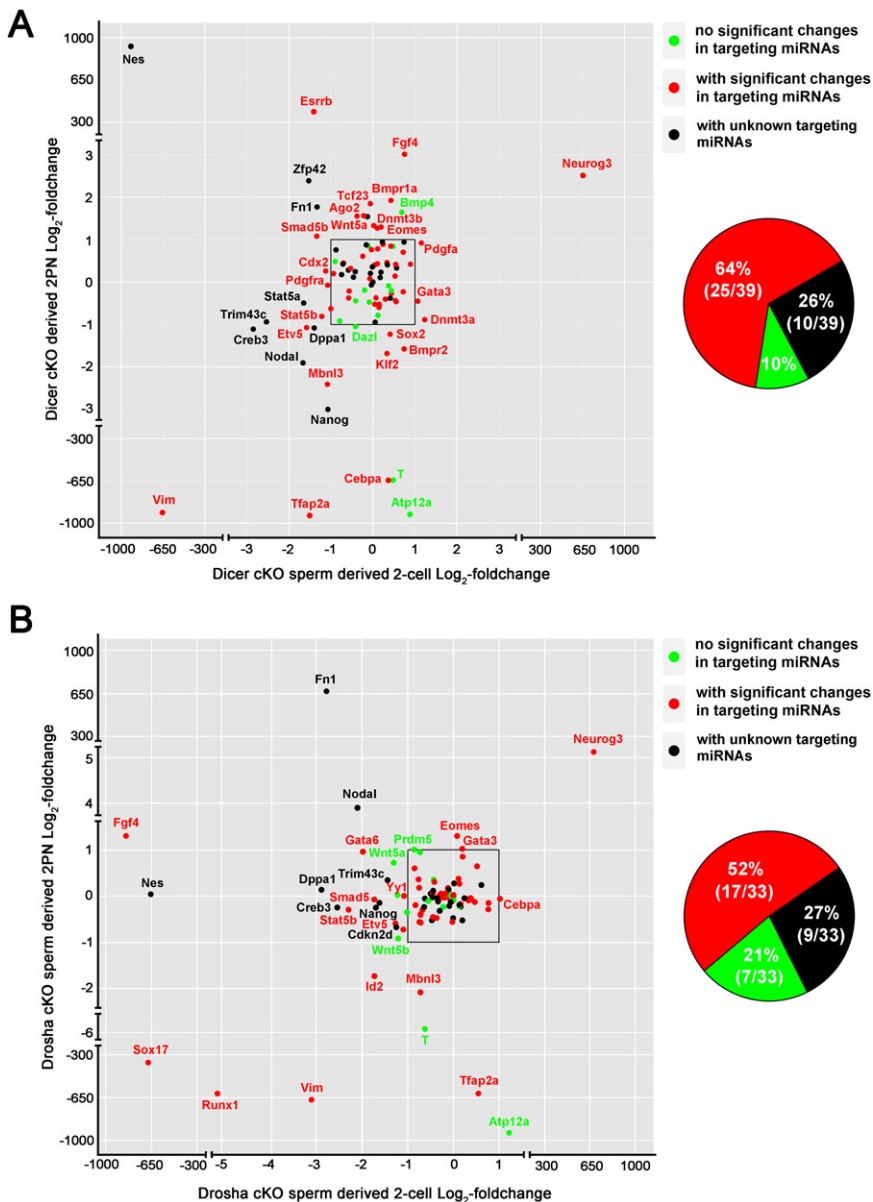 A
1000
650
300
3
2
1
0
-1
-2
-3
-300
-650
-1000
Dicer cKO derived 2PN Log2-foldchange
Nes
Esrrb
Fgf4
Neurog3
Zfp42
Bmpr1a
Tcf23
Bmp4
Fn1
Ago2
Dnmt3b
Wnt5a
Eomes
Smad5b
Pdgfa
Cdx2
Pdgfra
Gata3
Stat5a
Trim43c
Stat5b
Dnmt3a
Creb3
Etv5
Dppa1
Dazl
Sox2
Nodal
Bmpr2
Klf2
Mbnl3
Nanog
T
Cebpa
Vim
Tfap2a
Atp12a
-1000
-650
-300
-3
-2
-1
0
1
2
3
300
650
1000
Dicer cKO sperm derived 2-cell Log2-foldchange
no significant changes
in targeting miRNAs
with significant changes
in targeting miRNAs
with unknown targeting
miRNAs
64%
(25/39)
26%
(10/39)
10%
B
1000
650
300
5
4
1
0
-1
-2
-6
-300
-650
-1000
Drosha cKO sperm derived 2PN Log2-foldchange
Fn1
Neurog3
Nodal
Fgf4
Eomes
Gata6
Prdm5
Gata3
Wnt5a
Dppa1
Trim43c
Nes
Yy1
Smad5
Cebpa
Creb3
Nanog
Stat5b
Etv5
Cdkn2d
Wnt5b
Id2
Mbnl3
T
Sox17
Runx1
Vim
Tfap2a
Atp12a
-1000
-650
-300
-5
-4
-3
-2
-1
0
1
2
300
650
1000
Drosha cKO sperm derived 2-cell Log2-foldchange
no significant changes
in targeting miRNAs
with significant changes
in targeting miRNAs
with unknown targeting
miRNAs
52%
(17/33)
27%
(9/33)
21%
(7/33)